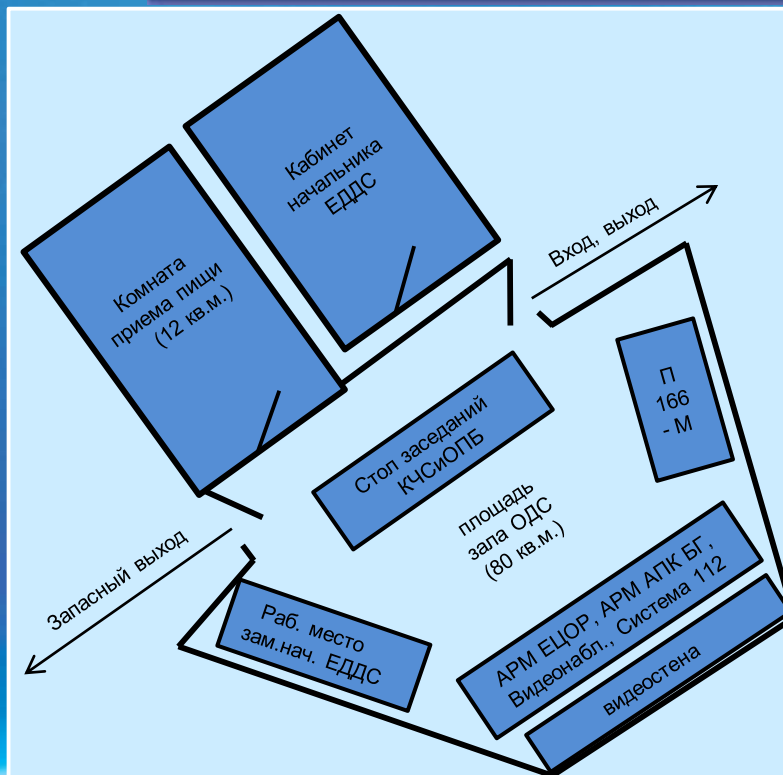 Кабинет
начальника
ЕДДС
Комната
приема пищи
(12 кв.м.)
Вход, выход
П
166
- М
Стол заседаний
КЧСиОПБ
площадь
зала ОДС
(80 кв.м.)
Запасный выход
Раб. место
зам.нач. ЕДДС
АРМ ЕЦОР, АРМ АПК БГ,
Видеонабл., Система 112
видеостена